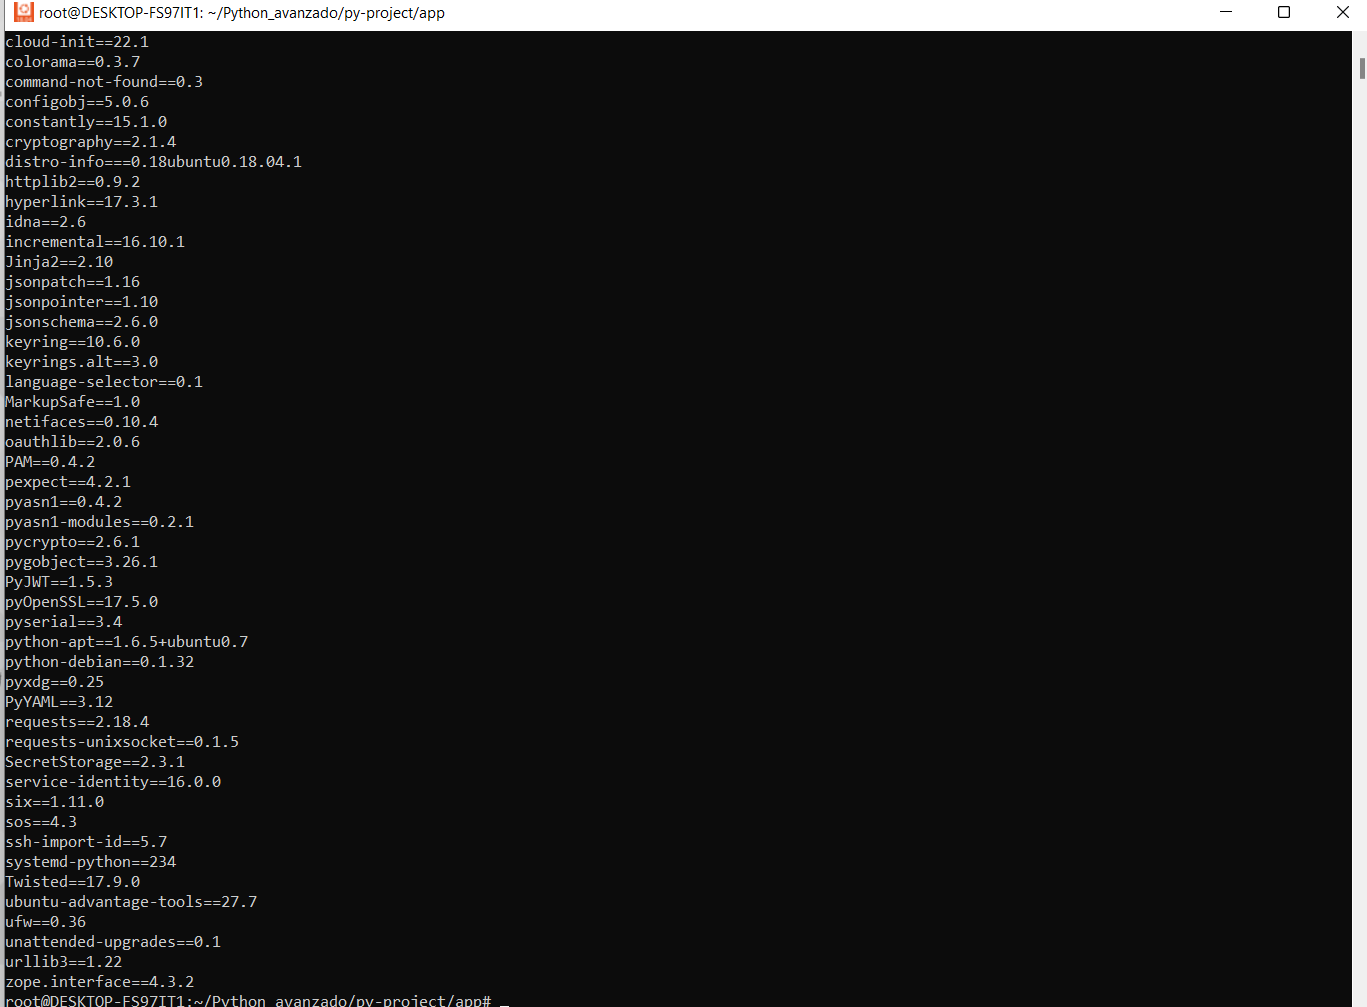 root@DESKTOP-FS97IT1: ~/Python_avanzado/py-project/app
cloud-init==22.1
colorama==0.3.7
command-not-found==0.3
configobj==5.0.6
constantly==15.1.0
cryptography==2.1.4
distro-info===0.18ubuntu0.18.04.1
httplib2==0.9.2
hyperlink==17.3.1
idna==2.6
incremental==16.10.1
Jinja2==2.10
jsonpatch==1.16
jsonpointer==1.10
jsonschema==2.6.0
keyring==10.6.0
keyrings.alt==3.0
language-selector==0.1
MarkupSafe==1.0
netifaces==0.10.4
oauthlib==2.0.6
PAM==0.4.2
pexpect==4.2.1
pyasn1==0.4.2
pyasn1-modules==0.2.1
pycrypto==2.6.1
pygobject==3.26.1
PyJWT==1.5.3
pyOpenSSL==17.5.0
pyserial==3.4
python-apt==1.6.5+ubuntu0.7
python-debian==0.1.32
pyxdg==0.25
PyYAML==3.12
requests==2.18.4
requests-unixsocket==0.1.5
SecretStorage==2.3.1
service-identity==16.0.0
six==1.11.0
sos==4.3
ssh-import-id==5.7
systemd-python==234
Twisted==17.9.0
ubuntu-advantage-tools==27.7
ufw==0.36
unattended-upgrades==0.1
urllib3==1.22
zope.interface==4.3.2
root@DESKTOP-FS97IT1:~/Python_avanzado/py-project/app# _